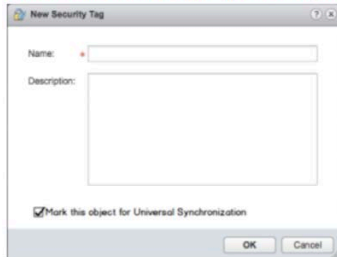 New Security Tag
Name: *
Description:
Mark this object for Universal Synchronization
OK Cancel